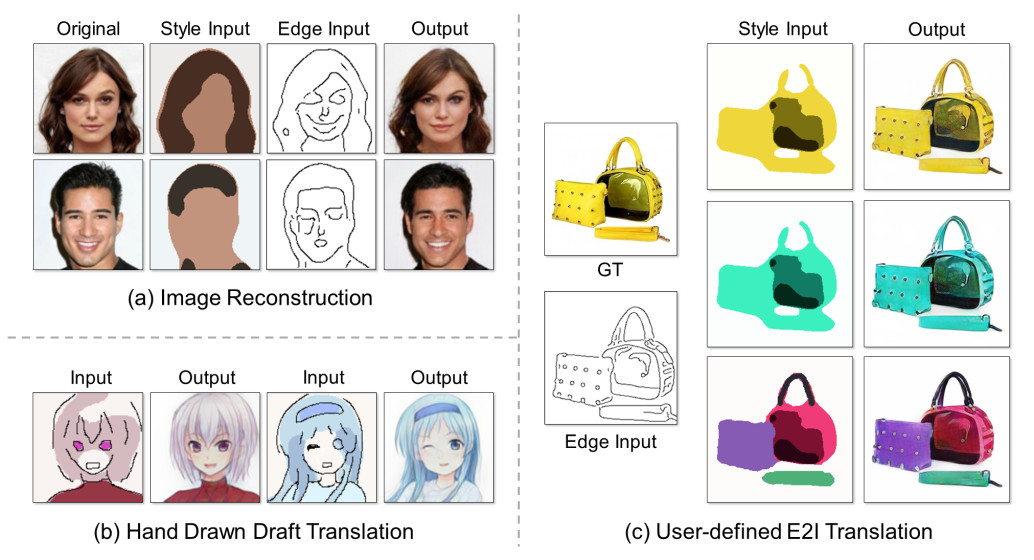 Original Style Input Edge Input Output
(a) Image Reconstruction
Input Output Input Output
(b) Hand Drawn Draft Translation
Style Input Output
GT
Edge Input
(c) User-defined E2I Translation